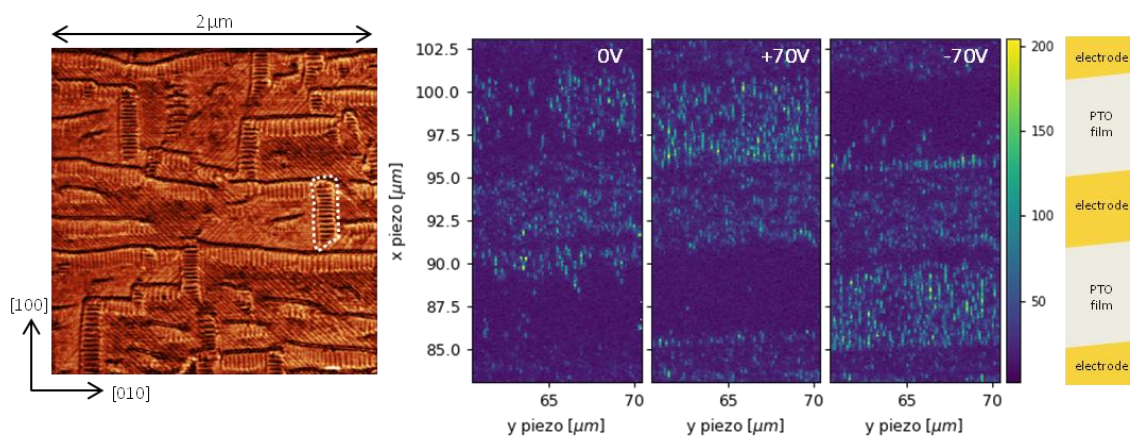 2 μm
[100]
[010]
0V
+70V
-70V
102.5
100.0
97.5
95.0
92.5
90.0
87.5
85.0
x piezo [μm]
65
70
65
70
65
70
y piezo [μm]
y piezo [μm]
y piezo [μm]
200
150
100
50
electrode
PTO
film
electrode
PTO
film
electrode